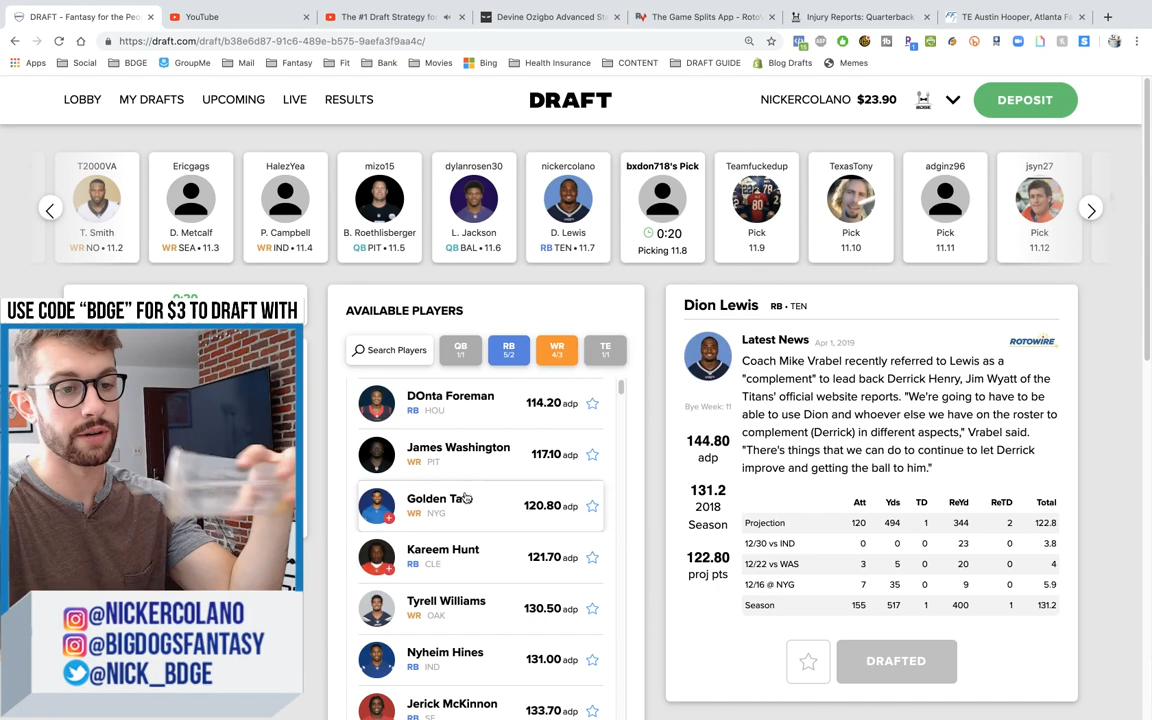 DRAFT - Fantasy for the Peo
YouTube
The #1 Draft Strategy for
Devine Ozigbo Advanced St
The Game Splits App - RotoV
Injury Reports: Quarterback
TE Austin Hooper, Atlanta Fa
https://draft.com/draft/b38e6d87-91c6-489e-b575-9aefa3f9aa4c/
Apps Social BDGE GroupMe Mail Fantasy Fit Bank Movies Bing Health Insurance CONTENT DRAFT GUIDE Blog Drafts Memes
LOBBY MY DRAFTS UPCOMING LIVE RESULTS DRAFT NICKERCOLANO $23.90 DEPOSIT
T2000VA Ericgags HalezYea mizo15 dylanrosen30 nickercolano bxdon718's Pick Teamfuckedup TexasTony adginz96 jsyn27
T. Smith D. Metcalf P. Campbell B. Roethlisberger L. Jackson D. Lewis 0:20 Pick Pick Pick Pick
WR NO • 11.2 WR SEA • 11.3 WR IND • 11.4 QB PIT • 11.5 QB BAL • 11.6 RB TEN • 11.7 Picking 11.8 11.9 11.10 11.11 11.12
USE CODE "BDGE" FOR $3 TO DRAFT WITH
@NICKERCOLANO
@BIGDOGSFANTASY
@NICK_BDGE
AVAILABLE PLAYERS
Search Players
QB 1/1
RB 5/2
WR 4/3
TE 1/1
DOnta Foreman 114.20 adp
RB HOU
James Washington 117.10 adp
WR PIT
Golden Ta 120.80 adp
WR NYG
Kareem Hunt 121.70 adp
RB CLE
Tyrell Williams 130.50 adp
WR OAK
Nyheim Hines 131.00 adp
RB IND
Jerick McKinnon 133.70 adp
RB SF
Dion Lewis RB • TEN
Latest News Apr 1, 2019
ROTOWIRE
Coach Mike Vrabel recently referred to Lewis as a
"complement" to lead back Derrick Henry, Jim Wyatt of the
Titans' official website reports. "We're going to have to be
able to use Dion and whoever else we have on the roster to
complement (Derrick) in different aspects," Vrabel said.
"There's things that we can do to continue to let Derrick
improve and getting the ball to him."
Bye Week: 11
144.80
adp
131.2
2018
Season
122.80
proj pts
Att Yds TD ReYd ReTD Total
Projection 120 494 1 344 2 122.8
12/30 vs IND 0 0 0 23 0 3.8
12/22 vs WAS 3 5 0 20 0 4
12/16 @ NYG 7 35 0 9 0 5.9
Season 155 517 1 400 1 131.2
DRAFTED